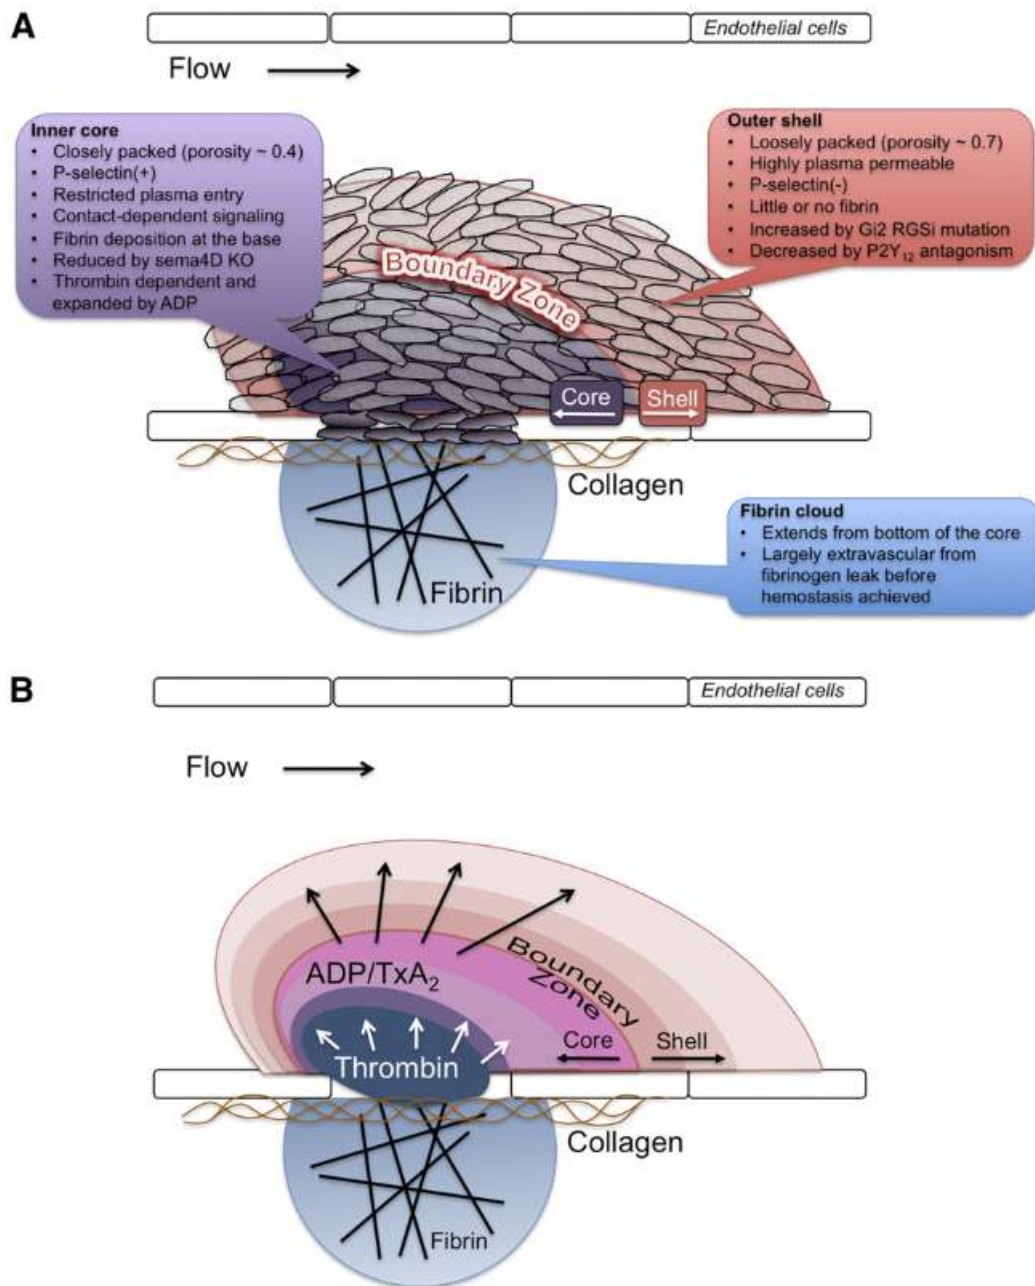 A
Endothelial cells
Flow
Inner core
• Closely packed (porosity ~ 0.4)
• P-selectin(+)
• Restricted plasma entry
• Contact-dependent signaling
• Fibrin deposition at the base
• Reduced by sema4D KO
• Thrombin dependent and
expanded by ADP
Outer shell
• Loosely packed (porosity ~ 0.7)
• Highly plasma permeable
• P-selectin(-)
• Little or no fibrin
• Increased by Gi2 RGSi mutation
• Decreased by P2Y₁₂ antagonism
Boundary Zone
Core
Shell
Collagen
Fibrin
Fibrin cloud
• Extends from bottom of the core
• Largely extravascular from
fibrinogen leak before
hemostasis achieved
B
Endothelial cells
Flow
ADP/TxA₂
Boundary
Zone
Core
Shell
Thrombin
Collagen
Fibrin